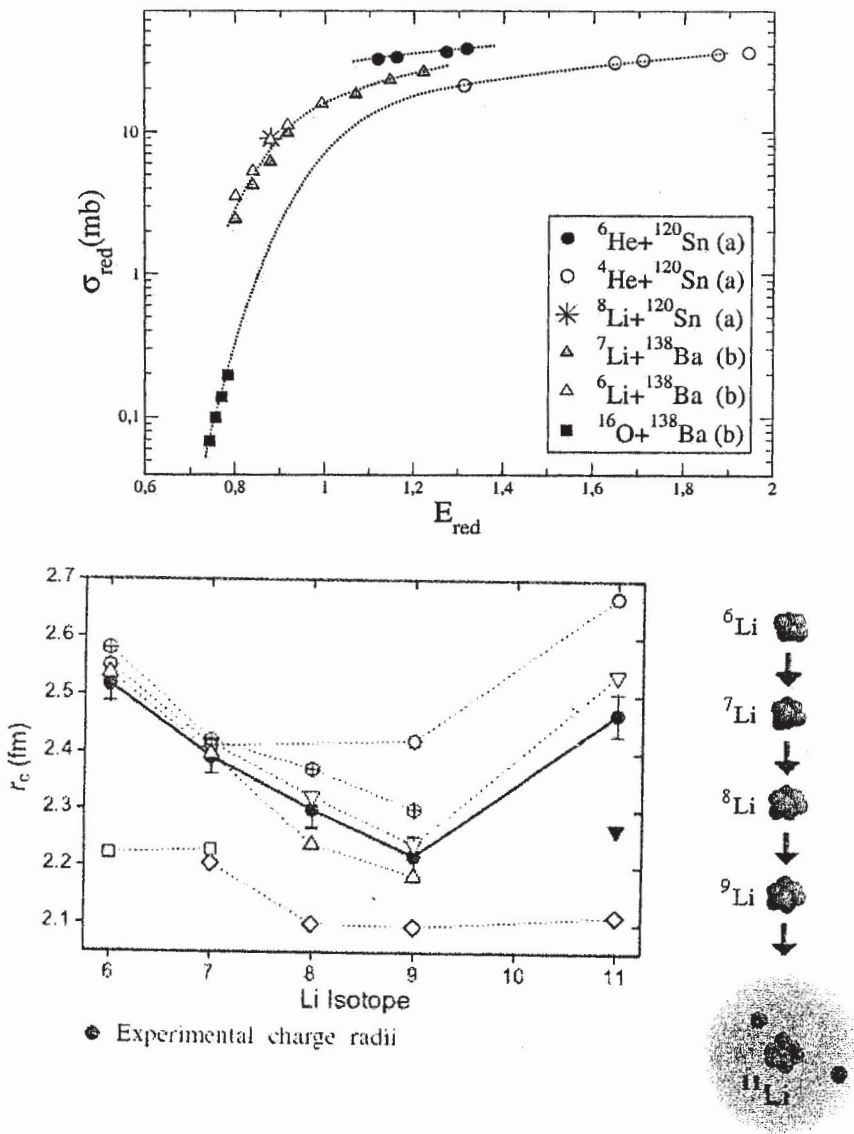 σ_red(mb)
10
1
0,1
0,6
0,8
1
1,2
1,4
1,6
1,8
2
E_red
⁶He+¹²⁰Sn (a)
⁴He+¹²⁰Sn (a)
⁸Li+¹²⁰Sn (a)
⁷Li+¹³⁸Ba (b)
⁶Li+¹³⁸Ba (b)
¹⁶O+¹³⁸Ba (b)
r_c (fm)
2.7
2.6
2.5
2.4
2.3
2.2
2.1
6
7
8
9
10
11
Li Isotope
Experimental charge radii
⁶Li
⁷Li
⁸Li
⁹Li
¹¹Li